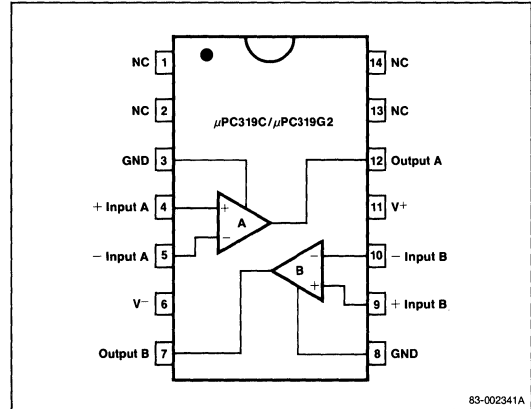 NC 1
14 NC
NC 2
13 NC
μPC319C/μPC319G2
GND 3
12 Output A
+ Input A 4
+
A
11 V+
- Input A 5
-
-
10 - Input B
B
V- 6
+
9 + Input B
Output B 7
8 GND
83-002341A